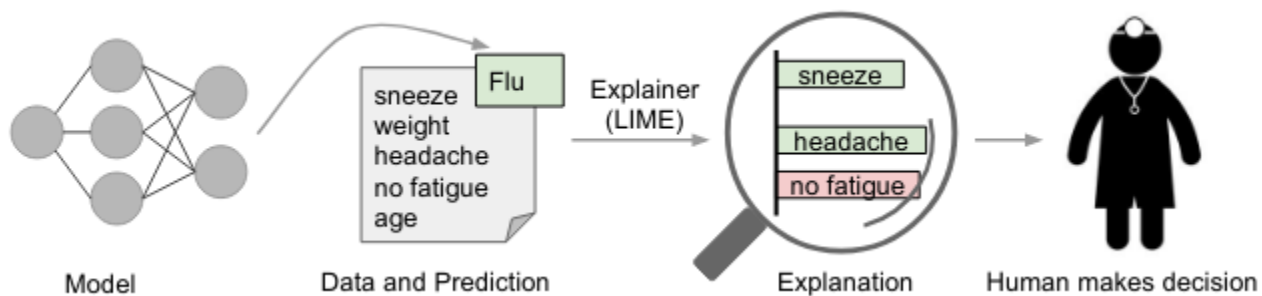 Flu
sneeze
weight
headache
no fatigue
age
Explainer
(LIME)
sneeze
headache
no fatigue
Model
Data and Prediction
Explanation
Human makes decision